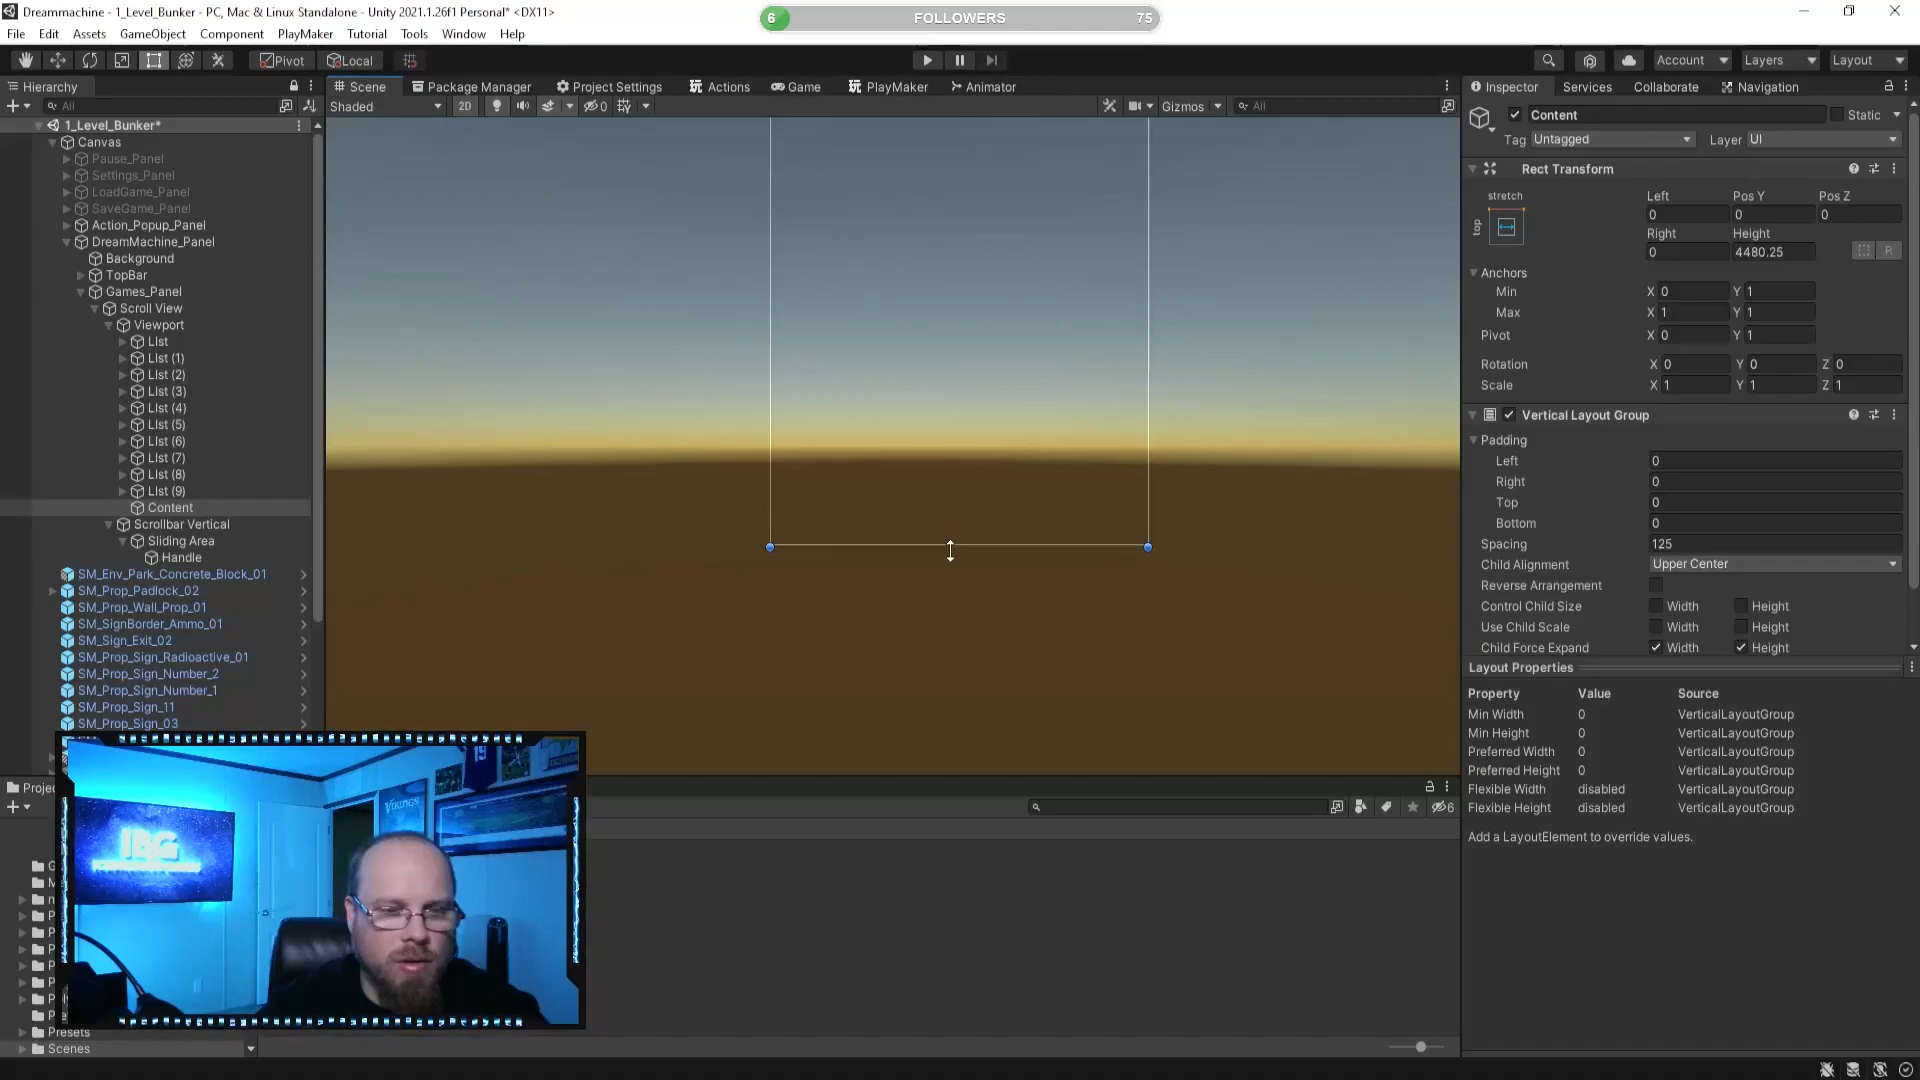 Dreammachine - 1_Level_Bunker - PC, Mac & Linux Standalone - Unity 2021.1.26f1 Personal* <DX11>
6 FOLLOWERS 75
File Edit Assets GameObject Component PlayMaker Tutorial Tools Window Help
Pivot Local Account Layers Layout
Hierarchy
Scene Package Manager Project Settings Actions Game PlayMaker Animator
Inspector Services Collaborate Navigation
All
Shaded 2D 0 Gizmos All
Content Static
Tag Untagged Layer UI
1_Level_Bunker*
Canvas
Pause_Panel
Settings_Panel
LoadGame_Panel
SaveGame_Panel
Action_Popup_Panel
DreamMachine_Panel
Background
TopBar
Games_Panel
Scroll View
Viewport
LIst
LIst (1)
LIst (2)
LIst (3)
LIst (4)
LIst (5)
LIst (6)
LIst (7)
LIst (8)
LIst (9)
Content
Scrollbar Vertical
Sliding Area
Handle
SM_Env_Park_Concrete_Block_01
SM_Prop_Padlock_02
SM_Prop_Wall_Prop_01
SM_SignBorder_Ammo_01
SM_Sign_Exit_02
SM_Prop_Sign_Radioactive_01
SM_Prop_Sign_Number_2
SM_Prop_Sign_Number_1
SM_Prop_Sign_11
SM_Prop_Sign_03
Rect Transform
stretch Left Pos Y Pos Z
top 0 0 0
Right Height
0 4480.25 R
Anchors
Min X 0 Y 1
Max X 1 Y 1
Pivot X 0 Y 1
Rotation X 0 Y 0 Z 0
Scale X 1 Y 1 Z 1
Vertical Layout Group
Padding
Left 0
Right 0
Top 0
Bottom 0
Spacing 125
Child Alignment Upper Center
Reverse Arrangement
Control Child Size Width Height
Use Child Scale Width Height
Child Force Expand Width Height
Layout Properties
Property Value Source
Min Width 0 VerticalLayoutGroup
Min Height 0 VerticalLayoutGroup
Preferred Width 0 VerticalLayoutGroup
Preferred Height 0 VerticalLayoutGroup
Flexible Width disabled VerticalLayoutGroup
Flexible Height disabled VerticalLayoutGroup
Add a LayoutElement to override values.
6
VIKINGS
19
IBG
Presets
Scenes